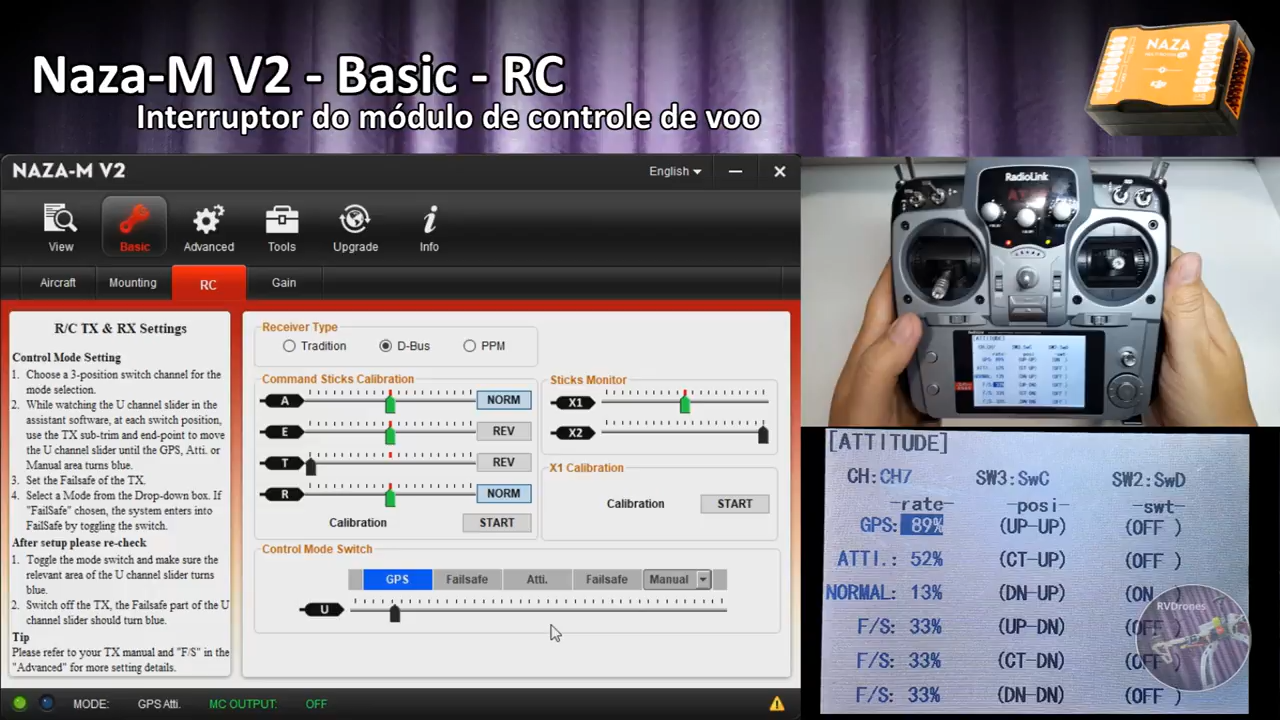 Naza-M V2 - Basic - RC
Interruptor do módulo de controle de voo
NAZA
NAZA-M V2
English
View
Basic
Advanced
Tools
Upgrade
Info
Aircraft
Mounting
RC
Gain
R/C TX & RX Settings
Control Mode Setting
1. Choose a 3-position switch channel for the
mode selection.
2. While watching the U channel slider in the
assistant software, at each switch position,
use the TX sub-trim and end-point to move
the U channel slider until the GPS, Atti. or
Manual area turns blue.
3. Set the Failsafe of the TX.
4. Select a Mode from the Drop-down box. If
"FailSafe" chosen, the system enters into
FailSafe by toggling the switch.
After setup please re-check
1. Toggle the mode switch and make sure the
relevant area of the U channel slider turns
blue.
2. Switch off the TX, the Failsafe part of the U
channel slider should turn blue.
Tip
Please refer to your TX manual and "F/S" in the
"Advanced" for more setting details.
Receiver Type
Tradition
D-Bus
PPM
Command Sticks Calibration
A
NORM
E
REV
T
REV
R
NORM
Calibration
START
Sticks Monitor
X1
X2
X1 Calibration
Calibration
START
Control Mode Switch
GPS
Failsafe
Atti.
Failsafe
Manual
U
MODE:
GPS Atti.
MC OUTPUT:
OFF
RadioLink
[ATTITUDE]
CH:CH7
SW3:SwC
SW2:SwD
-rate-
-posi-
-swt-
GPS: 89%
(UP-UP)
(OFF )
ATTI.: 52%
(CT-UP)
(OFF )
NORMAL: 13%
(DN-UP)
(ON
F/S: 33%
(UP-DN)
F/S: 33%
(CT-DN)
F/S: 33%
(DN-DN)
(OFF )
RVDrones